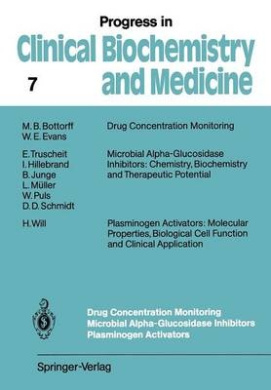 Progress in
Clinical Biochemistry
and Medicine
7
M. B. Bottorff
W. E. Evans
Drug Concentration Monitoring
E. Truscheit
I. Hillebrand
B. Junge
L. Müller
W. Puls
D. D. Schmidt
Microbial Alpha-Glucosidase
Inhibitors: Chemistry, Biochemistry
and Therapeutic Potential
H. Will
Plasminogen Activators: Molecular
Properties, Biological Cell Function
and Clinical Application
Drug Concentration Monitoring
Microbial Alpha-Glucosidase Inhibitors
Plasminogen Activators
Springer-Verlag